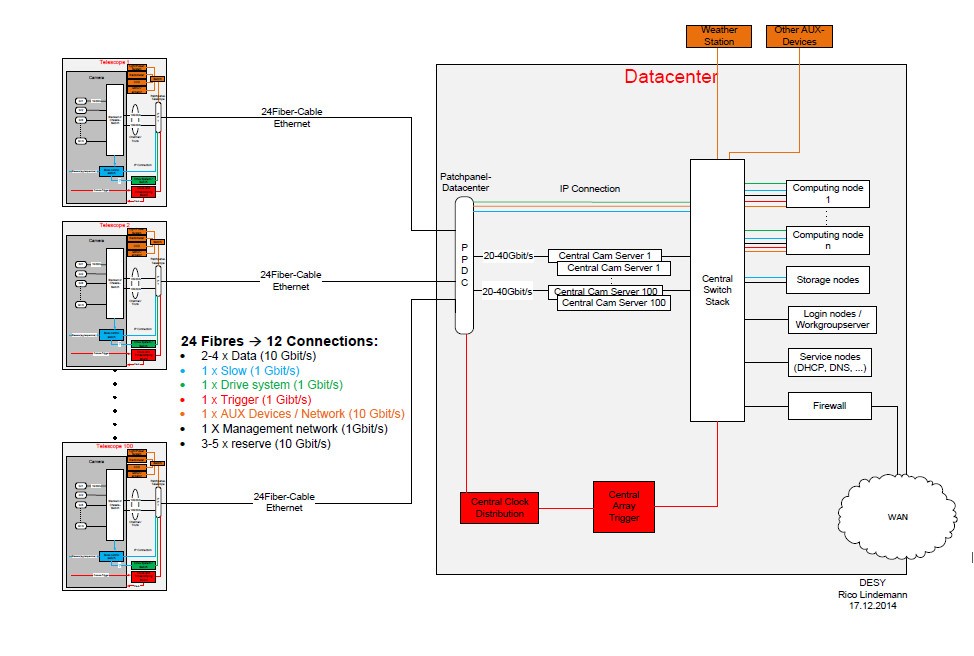 Weather
Station
Other AUX-
Devices
Datacenter
Telescope 1
Camera
24Fiber-Cable
Ethernet
Patchpanel-
Datacenter
IP Connection
P
P
D
C
20-40Gbit/s
Central Cam Server 1
Central Cam Server 1
20-40Gbit/s
Central Cam Server 100
Central Cam Server 100
Central
Switch
Stack
Computing node
1
Computing node
n
Storage nodes
Login nodes /
Workgroupserver
Service nodes
(DHCP, DNS, ...)
Firewall
WAN
Telescope 2
Camera
24Fiber-Cable
Ethernet
24 Fibres → 12 Connections:
• 2-4 x Data (10 Gbit/s)
• 1 x Slow (1 Gbit/s)
• 1 x Drive system (1 Gbit/s)
• 1 x Trigger (1 Gibt/s)
• 1 x AUX Devices / Network (10 Gbit/s)
• 1 X Management network (1Gbit/s)
• 3-5 x reserve (10 Gbit/s)
Telescope 100
Camera
24Fiber-Cable
Ethernet
Central Clock
Distribution
Central
Array
Trigger
DESY
Rico Lindemann
17.12.2014